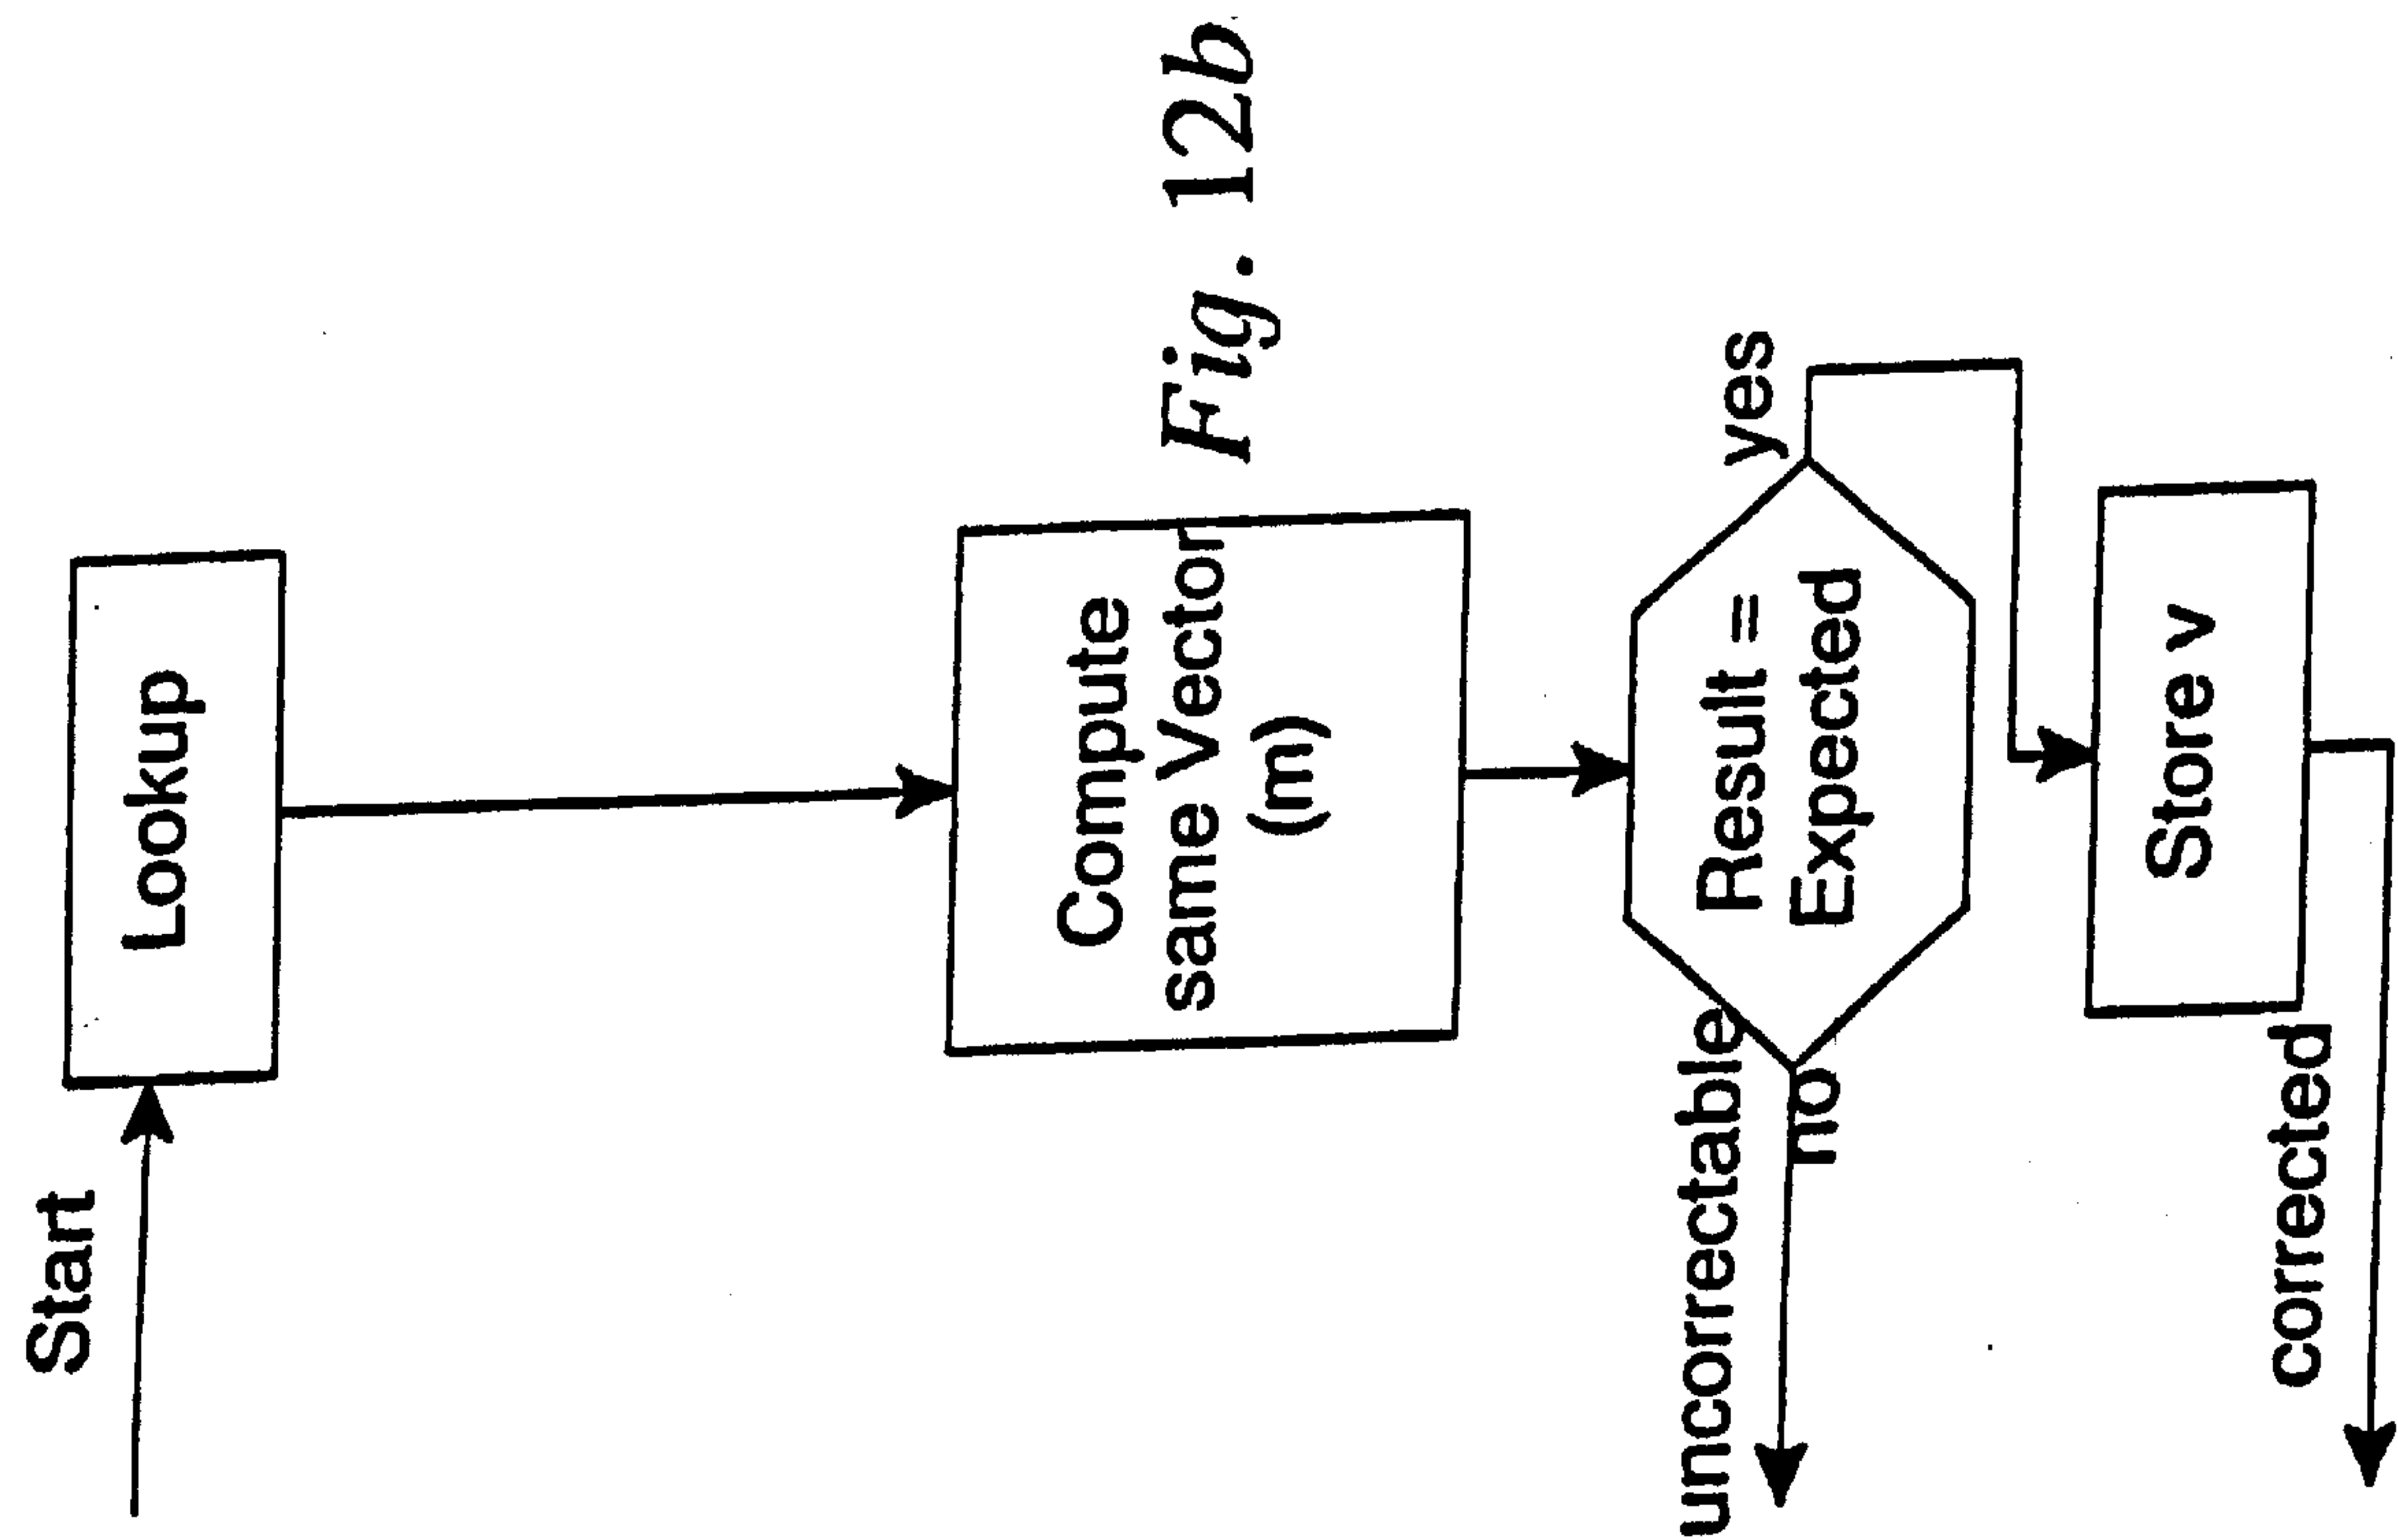 Start
Lookup
Compute
same Vector
(m)
Fig. 12b
uncorrectable
no
Result =
Expected
yes
Store v
corrected